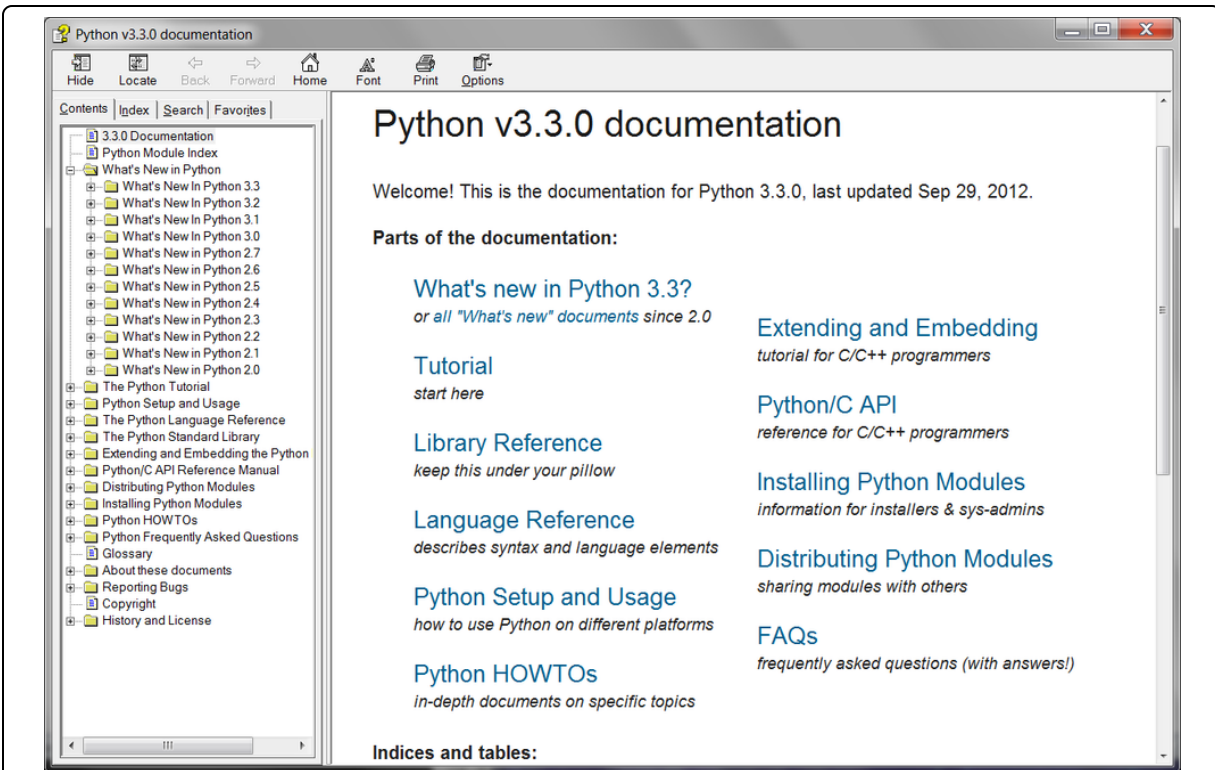 Python v3.3.0 documentation
Hide Locate Back Forward Home Font Print Options
Contents Index Search Favorites
3.3.0 Documentation
Python Module Index
What's New in Python
What's New In Python 3.3
What's New In Python 3.2
What's New In Python 3.1
What's New In Python 3.0
What's New in Python 2.7
What's New in Python 2.6
What's New in Python 2.5
What's New in Python 2.4
What's New in Python 2.3
What's New in Python 2.2
What's New in Python 2.1
What's New in Python 2.0
The Python Tutorial
Python Setup and Usage
The Python Language Reference
The Python Standard Library
Extending and Embedding the Python
Python/C API Reference Manual
Distributing Python Modules
Installing Python Modules
Python HOWTOs
Python Frequently Asked Questions
Glossary
About these documents
Reporting Bugs
Copyright
History and License
Python v3.3.0 documentation
Welcome! This is the documentation for Python 3.3.0, last updated Sep 29, 2012.
Parts of the documentation:
What's new in Python 3.3?
or all "What's new" documents since 2.0
Tutorial
start here
Library Reference
keep this under your pillow
Language Reference
describes syntax and language elements
Python Setup and Usage
how to use Python on different platforms
Python HOWTOs
in-depth documents on specific topics
Extending and Embedding
tutorial for C/C++ programmers
Python/C API
reference for C/C++ programmers
Installing Python Modules
information for installers & sys-admins
Distributing Python Modules
sharing modules with others
FAQs
frequently asked questions (with answers!)
Indices and tables: